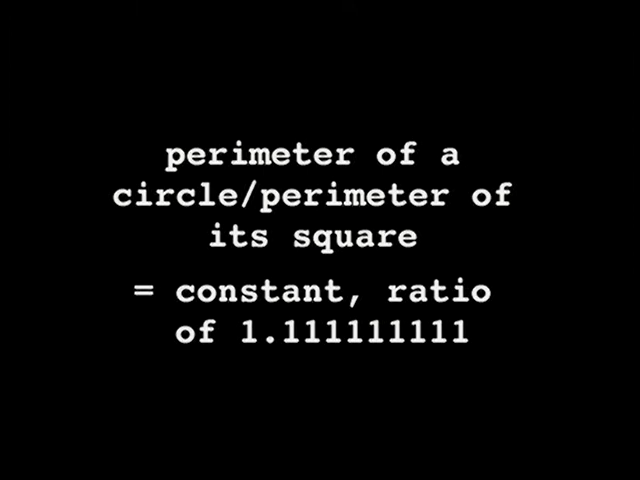 perimeter of a
circle/perimeter of
its square
= constant, ratio
of 1.111111111